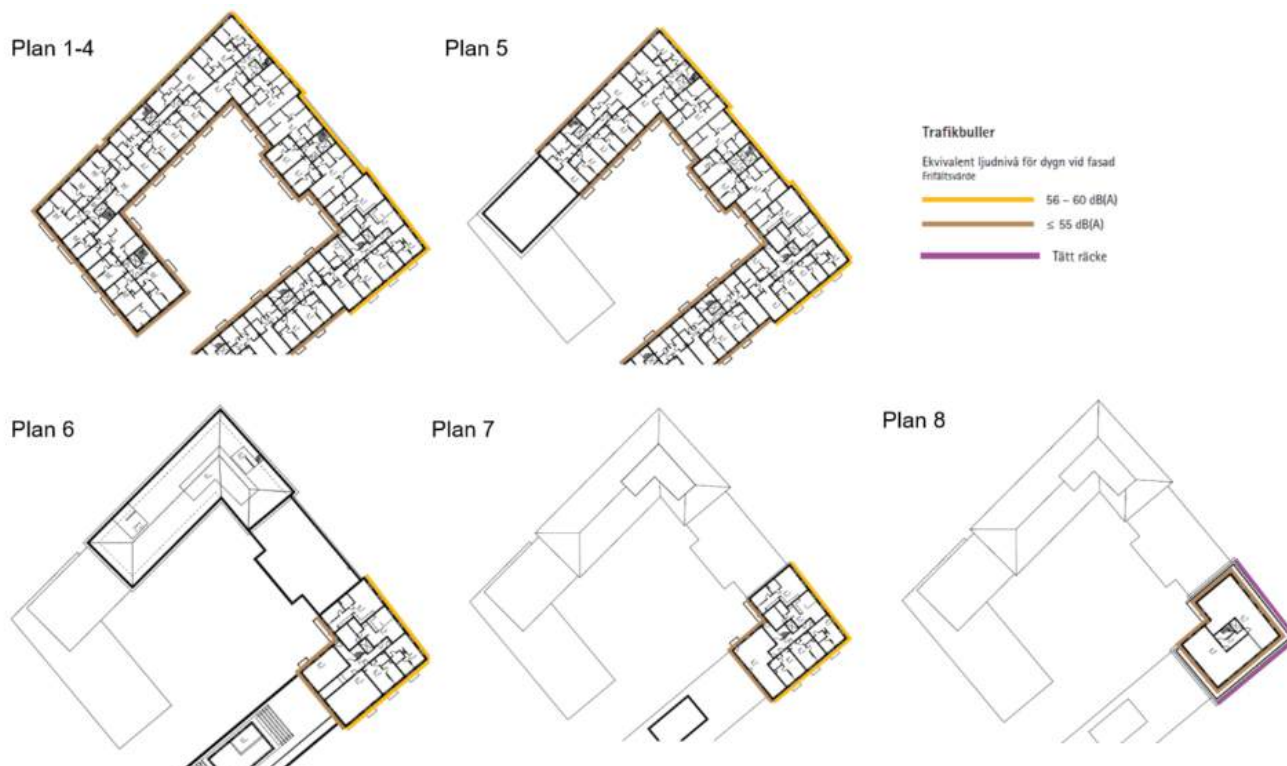 Plan 1-4
Plan 5
Trafikbuller
Ekvivalent ljudnivå för dygn vid fasad
Frifältsvärde
56 – 60 dB(A)
≤ 55 dB(A)
Tätt räcke
Plan 6
Plan 7
Plan 8